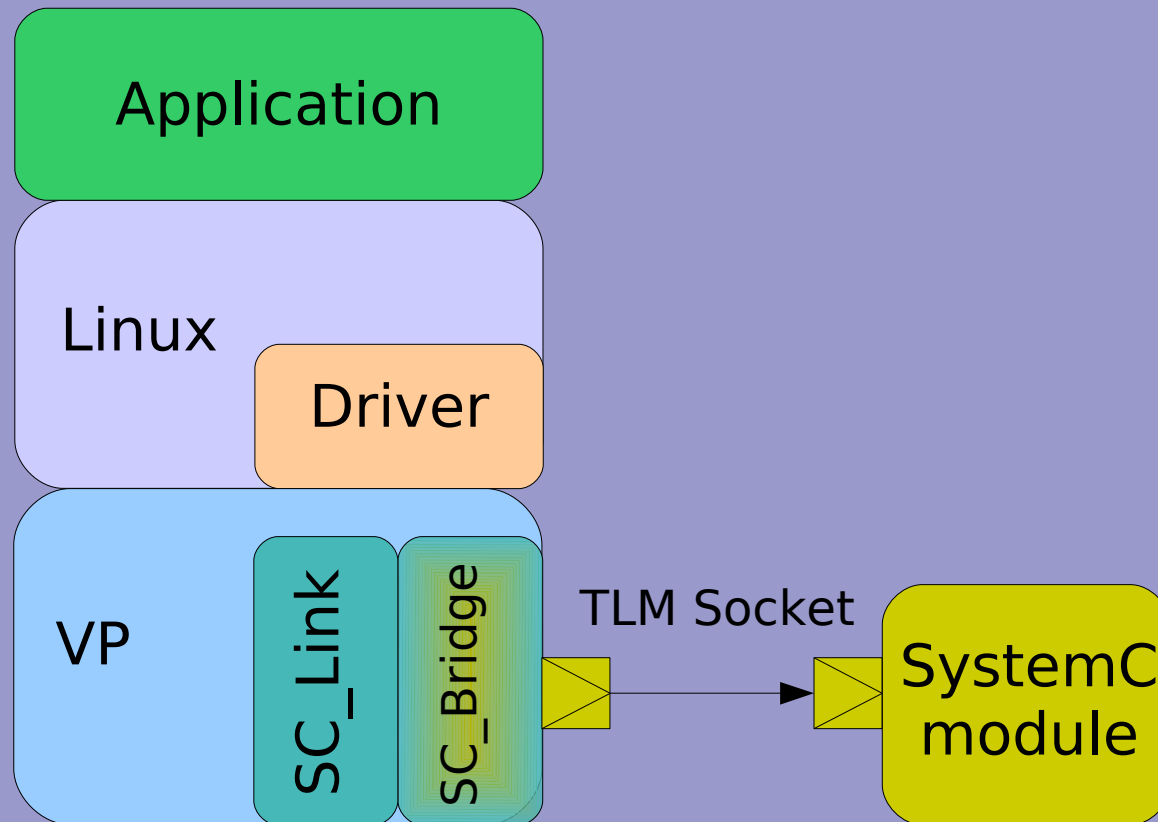 Application
Linux
Driver
VP
SC_Link
SC_Bridge
TLM Socket
SystemC
module